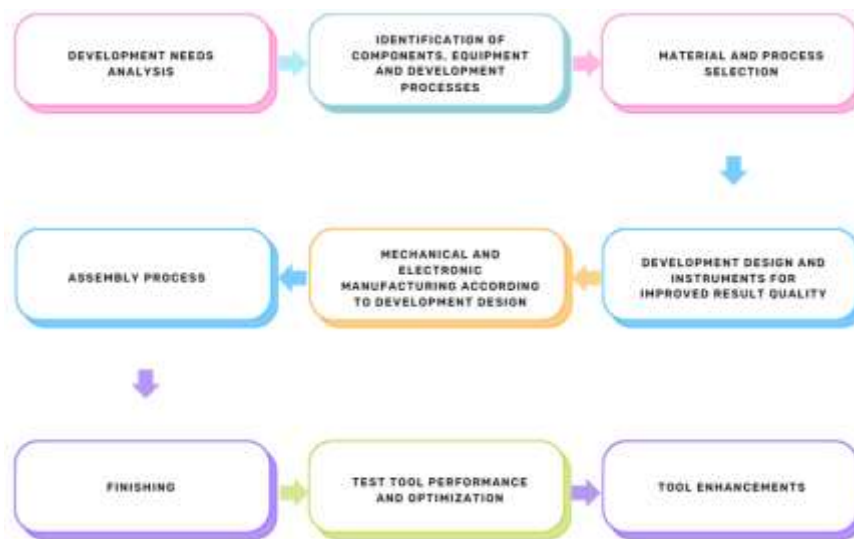 DEVELOPMENT NEEDS
ANALYSIS
IDENTIFICATION OF
COMPONENTS, EQUIPMENT
AND DEVELOPMENT
PROCESSES
MATERIAL AND PROCESS
SELECTION
DEVELOPMENT DESIGN AND
INSTRUMENTS FOR
IMPROVED RESULT QUALITY
MECHANICAL AND
ELECTRONIC
MANUFACTURING ACCORDING
TO DEVELOPMENT DESIGN
ASSEMBLY PROCESS
FINISHING
TEST TOOL PERFORMANCE
AND OPTIMIZATION
TOOL ENHANCEMENTS